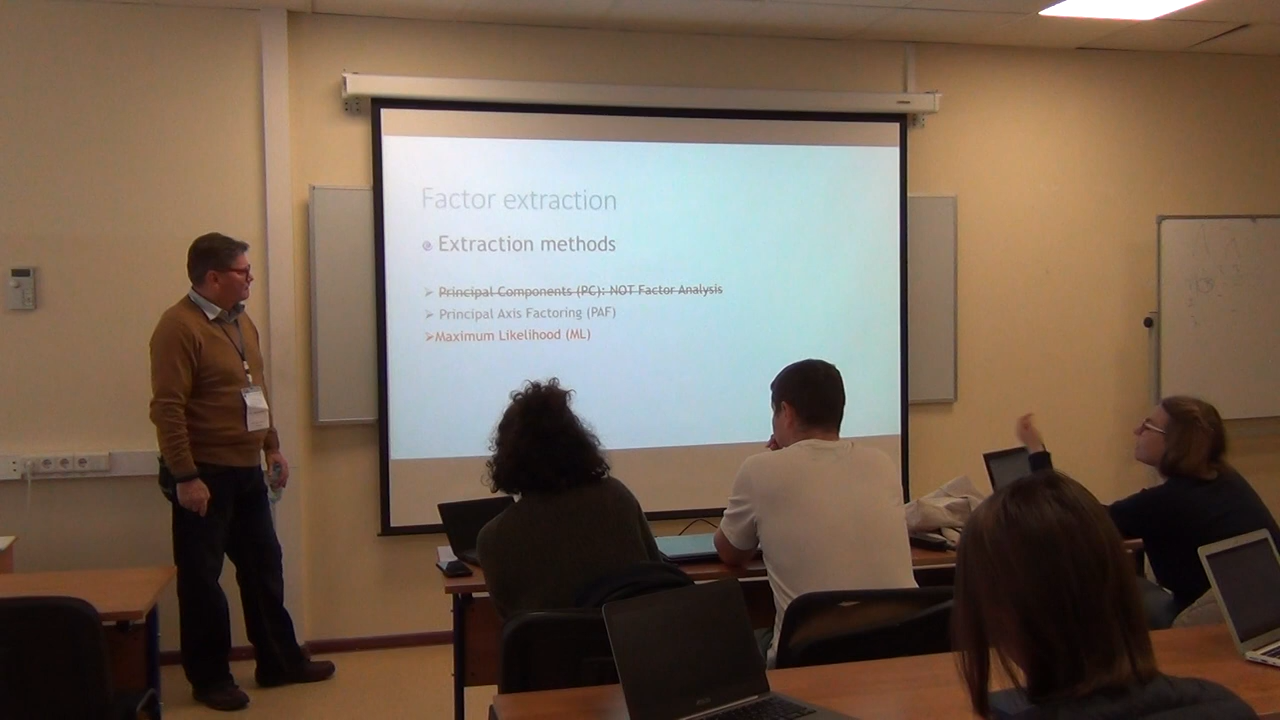 Factor extraction
Extraction methods
Principal Components (PC): NOT Factor Analysis
Principal Axis Factoring (PAF)
Maximum Likelihood (ML)